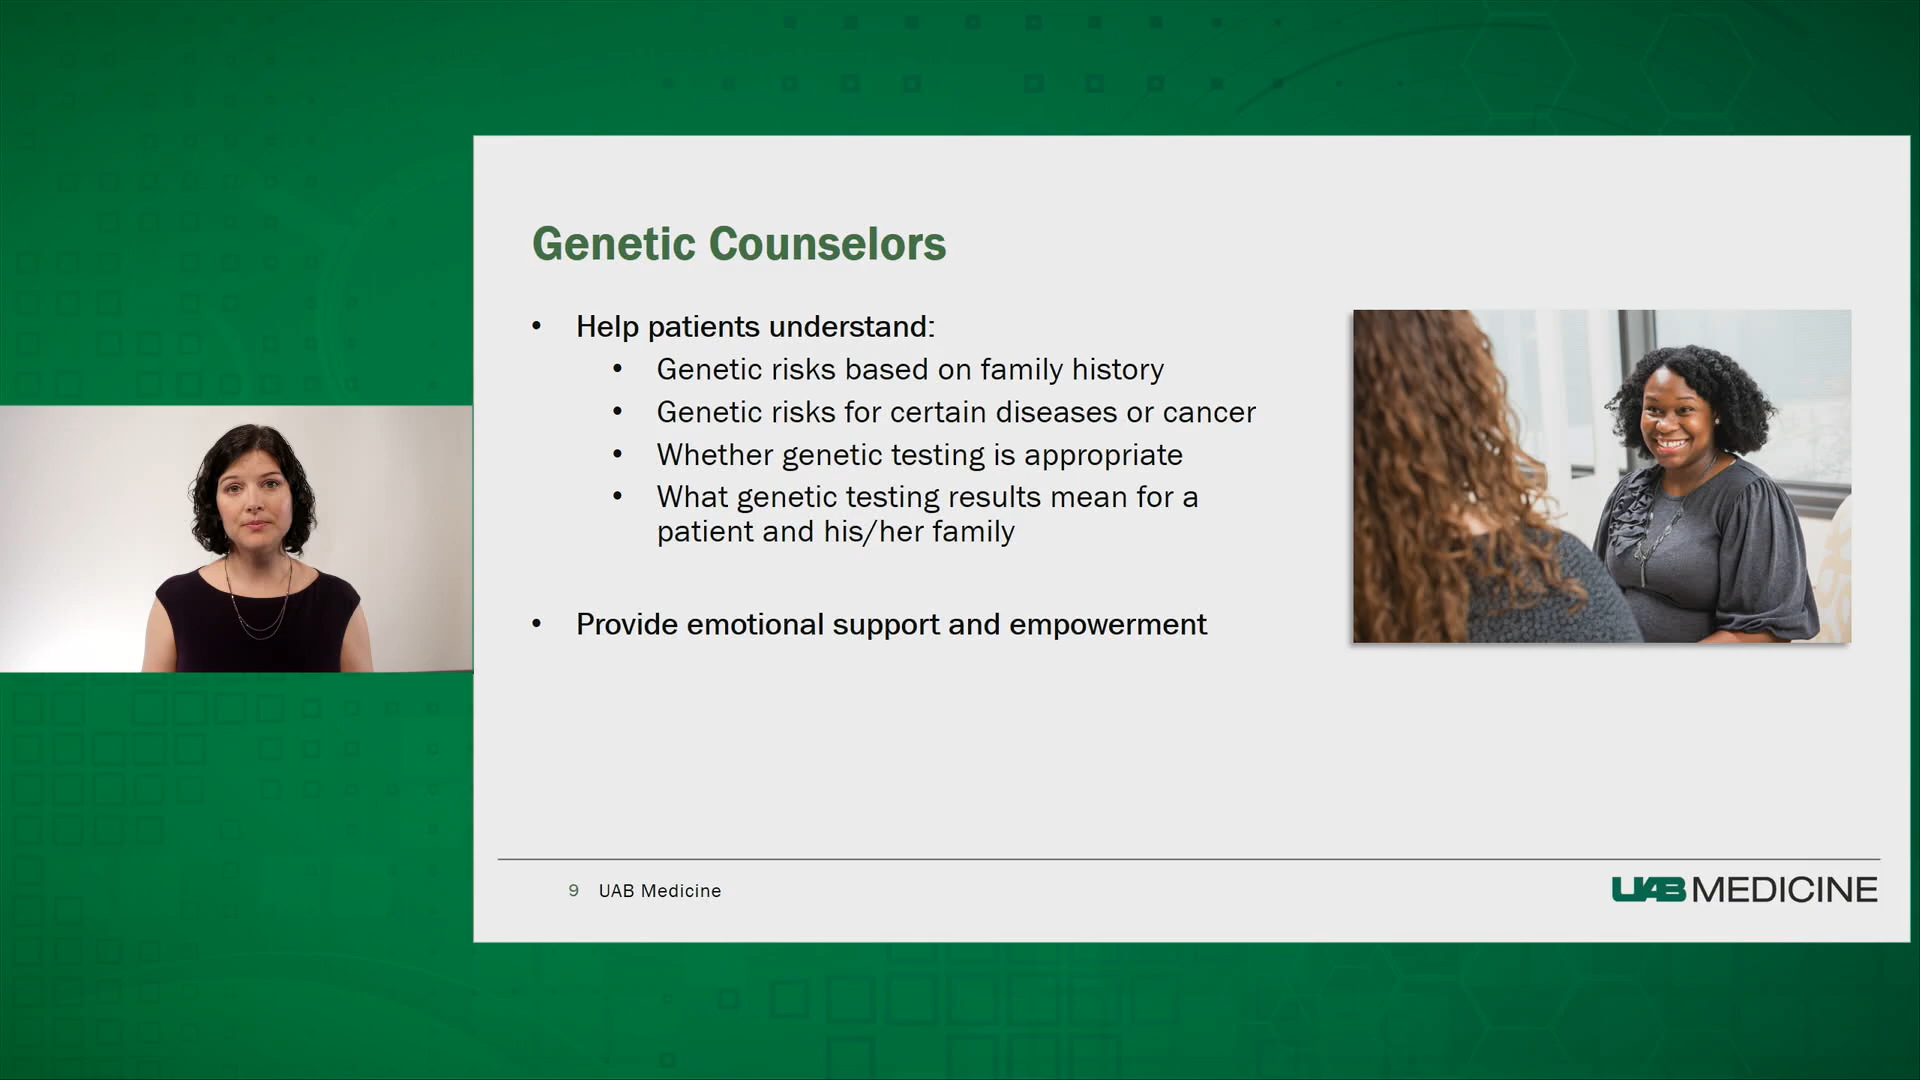 Genetic Counselors
• Help patients understand:
• Genetic risks based on family history
• Genetic risks for certain diseases or cancer
• Whether genetic testing is appropriate
• What genetic testing results mean for a
patient and his/her family
• Provide emotional support and empowerment
9 UAB Medicine
UAB MEDICINE